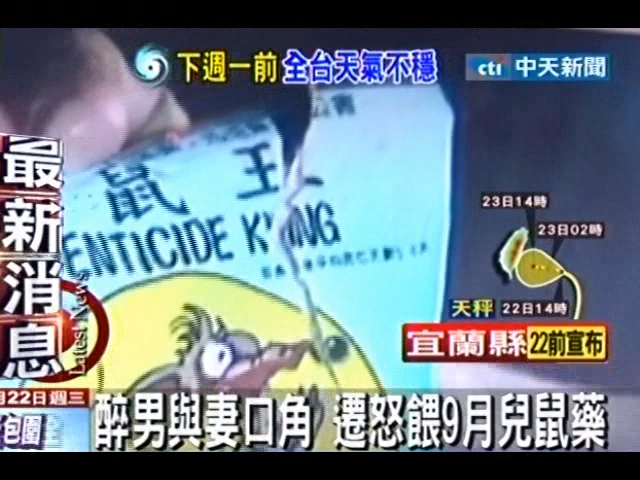 下週一前 全台天氣不穩
cti 中天新聞
鼠 王
ENTICIDE KING
最新消息
Latest News
23日14時
23日02時
天秤 22日14時
宜蘭縣 22前宣布
月22日週三
包圍
醉男與妻口角 遷怒餵9月兒鼠藥